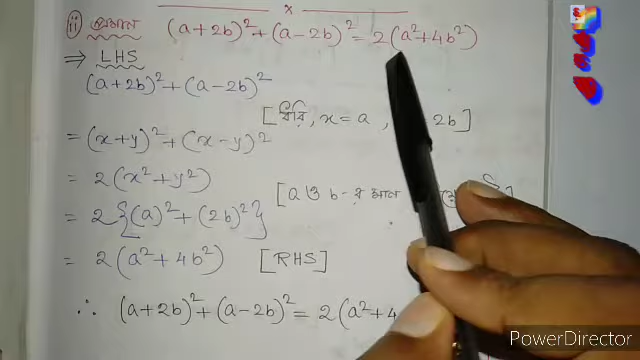 ii) প্রমাণ (a+2b)² + (a-2b)² = 2(a²+4b²)
⇒ LHS
(a+2b)² + (a-2b)²
[ধরি, x = a, 2b]
= (x+y)² + (x-y)²
= 2(x²+y²)
[a ও b-র মান
= 2{(a)² + (2b)²}
= 2(a²+4b²) [RHS]
∴ (a+2b)² + (a-2b)² = 2(a²+4
PowerDirector